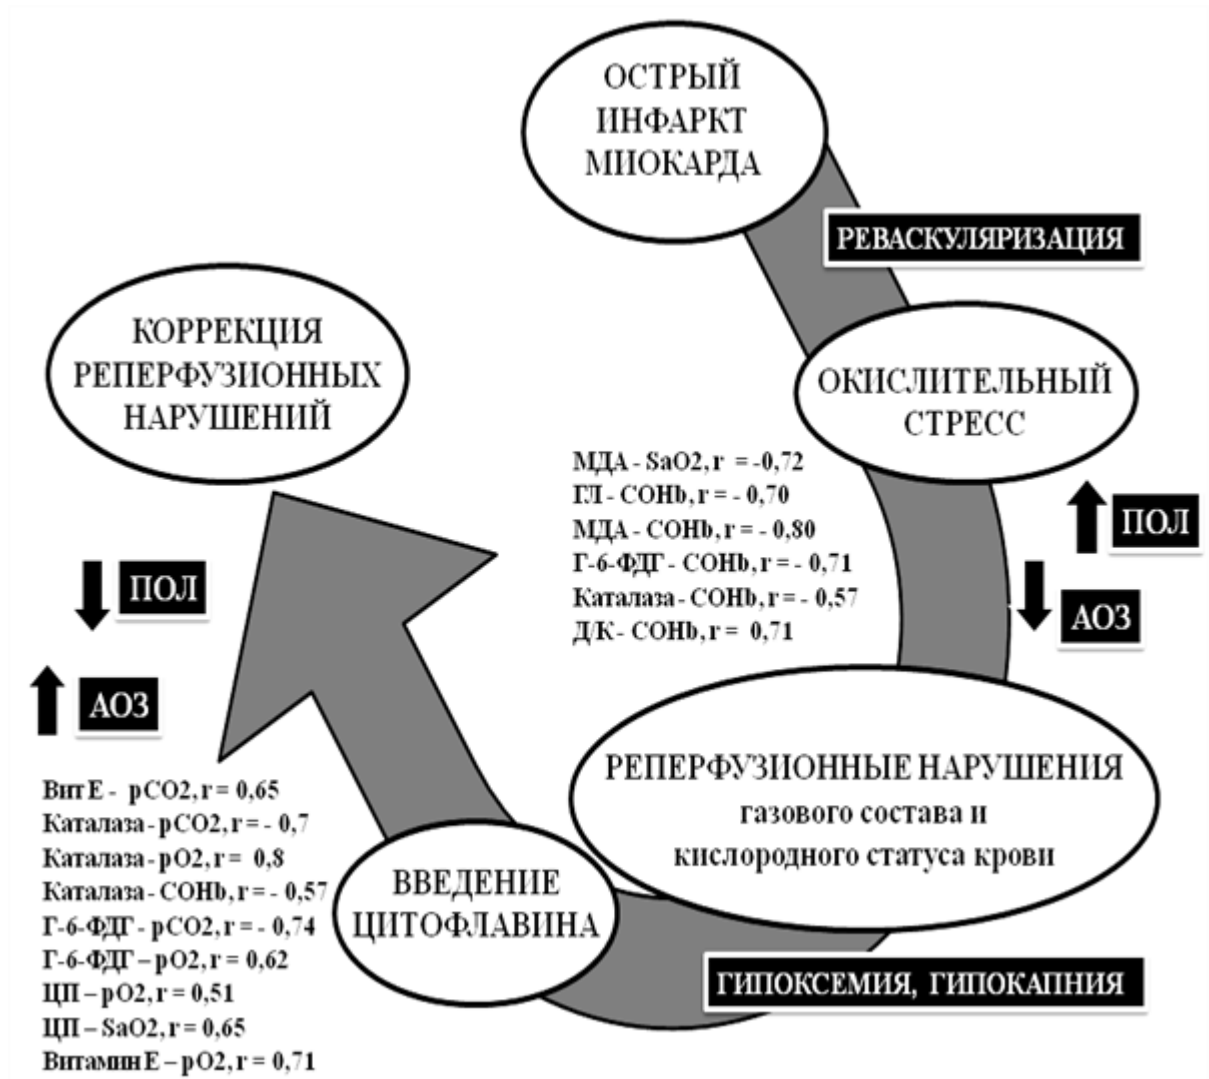 ОСТРЫЙ
ИНФАРКТ
МИОКАРДА
РЕВАСКУЛЯРИЗАЦИЯ
ОКИСЛИТЕЛЬНЫЙ
СТРЕСС
МДА - SaO2, r = -0,72
ГЛ - COHb, r = - 0,70
МДА - COHb, r = - 0,80
Г-6-ФДГ - COHb, r = - 0,71
Каталаза - COHb, r = - 0,57
Д/К - COHb, r = 0,71
ПОЛ
АОЗ
РЕПЕРФУЗИОННЫЕ НАРУШЕНИЯ
газового состава и
кислородного статуса крови
ГИПОКСЕМИЯ, ГИПОКАПНИЯ
ВВЕДЕНИЕ
ЦИТОФЛАВИНА
КОРРЕКЦИЯ
РЕПЕРФУЗИОННЫХ
НАРУШЕНИЙ
ПОЛ
АОЗ
Вит Е - pCO2, r = 0,65
Каталаза - pCO2, r = - 0,7
Каталаза - pO2, r = 0,8
Каталаза - COHb, r = - 0,57
Г-6-ФДГ - pCO2, r = - 0,74
Г-6-ФДГ – pO2, r = 0,62
ЦП – pO2, r = 0,51
ЦП – SaO2, r = 0,65
Витамин Е – pO2, r = 0,71